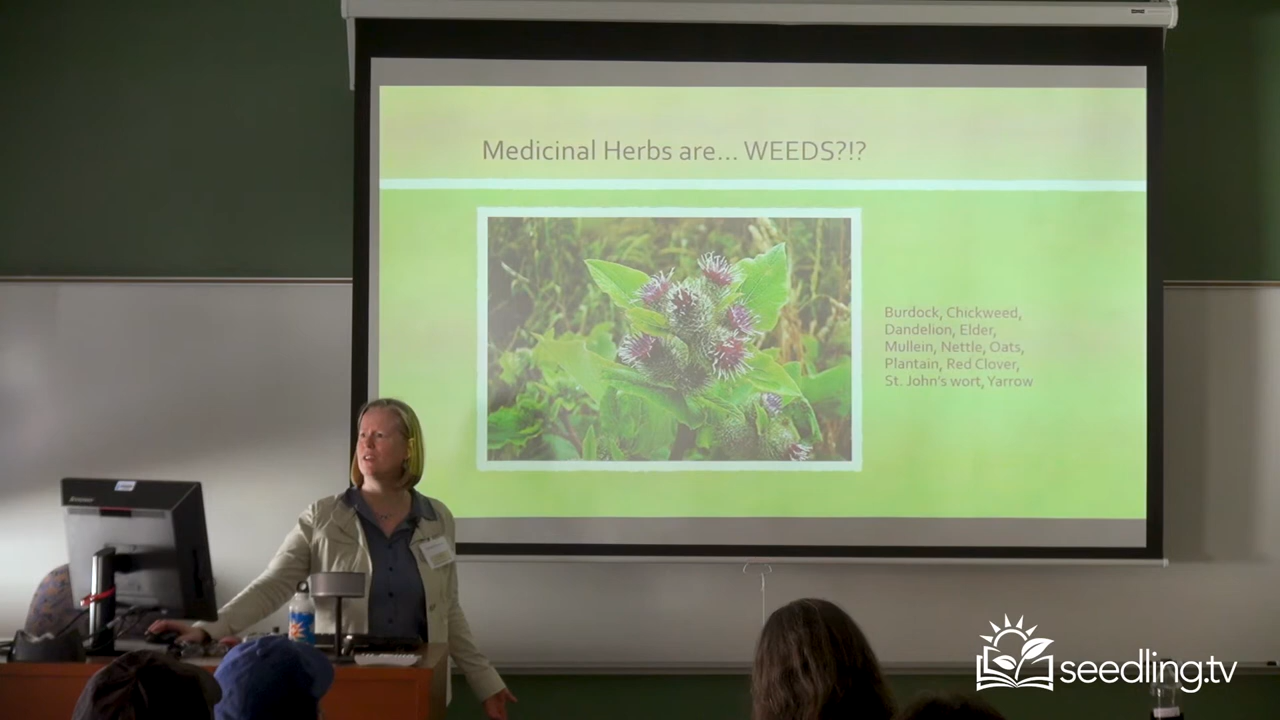 Medicinal Herbs are... WEEDS?!?
Burdock, Chickweed,
Dandelion, Elder,
Mullein, Nettle, Oats,
Plantain, Red Clover,
St. John's wort, Yarrow
seedling.tv